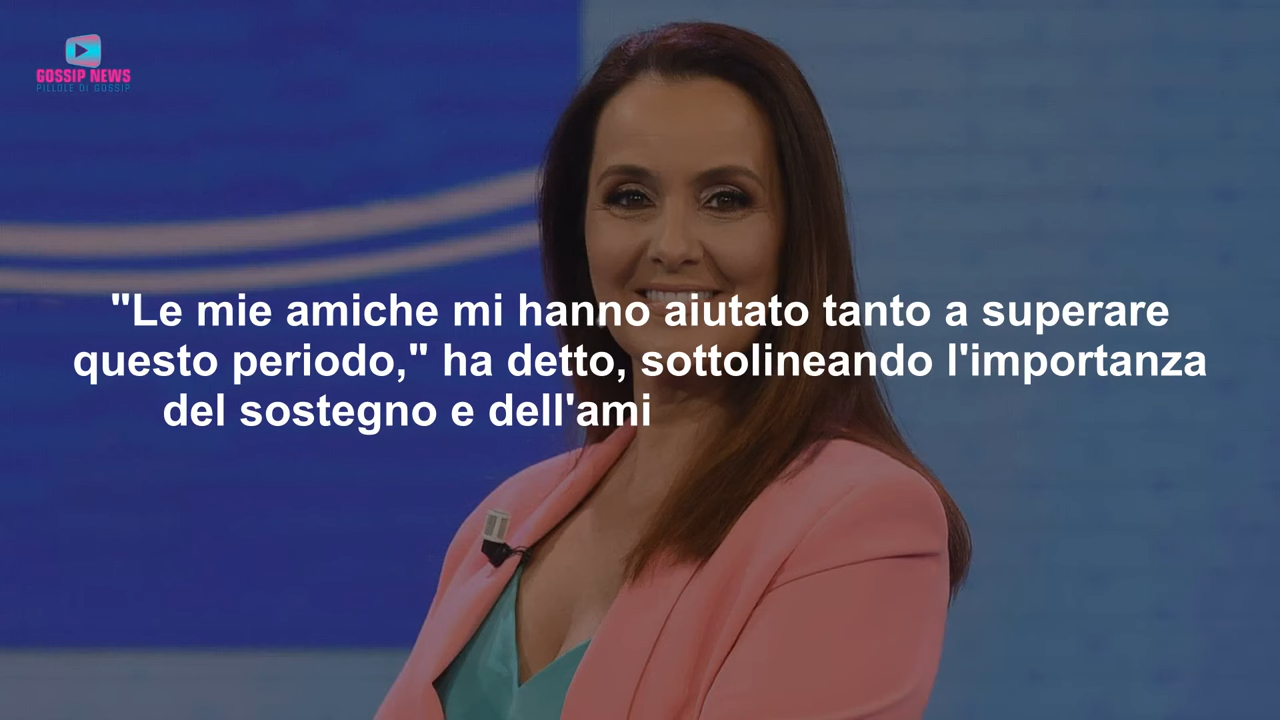 GOSSIP NEWS
PILLOLE DI GOSSIP
"Le mie amiche mi hanno aiutato tanto a superare
questo periodo," ha detto, sottolineando l'importanza
del sostegno e dell'ami